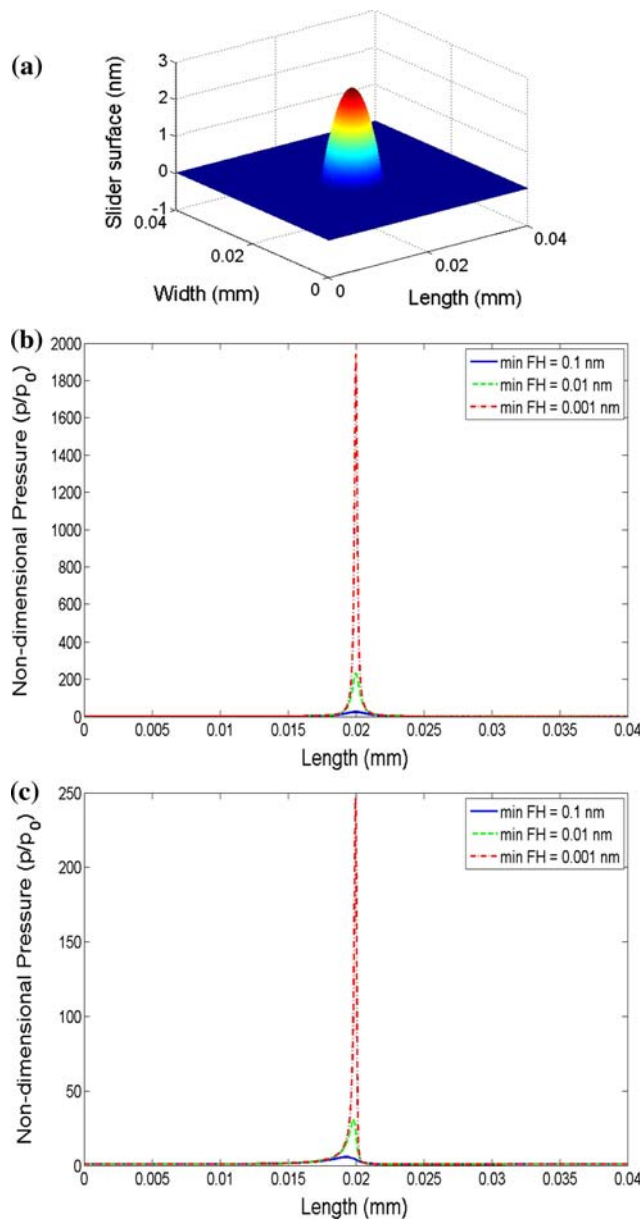 (a)
Slider surface (nm)
3
2
1
0
-1
0.04
0.02
0
Width (mm)
0
0.02
0.04
Length (mm)
(b)
Non-dimensional Pressure (p/p0)
2000
1800
1600
1400
1200
1000
800
600
400
200
0
min FH = 0.1 nm
min FH = 0.01 nm
min FH = 0.001 nm
0 0.005 0.01 0.015 0.02 0.025 0.03 0.035 0.04
Length (mm)
(c)
Non-dimensional Pressure (p/p0)
250
200
150
100
50
0
min FH = 0.1 nm
min FH = 0.01 nm
min FH = 0.001 nm
0 0.005 0.01 0.015 0.02 0.025 0.03 0.035 0.04
Length (mm)